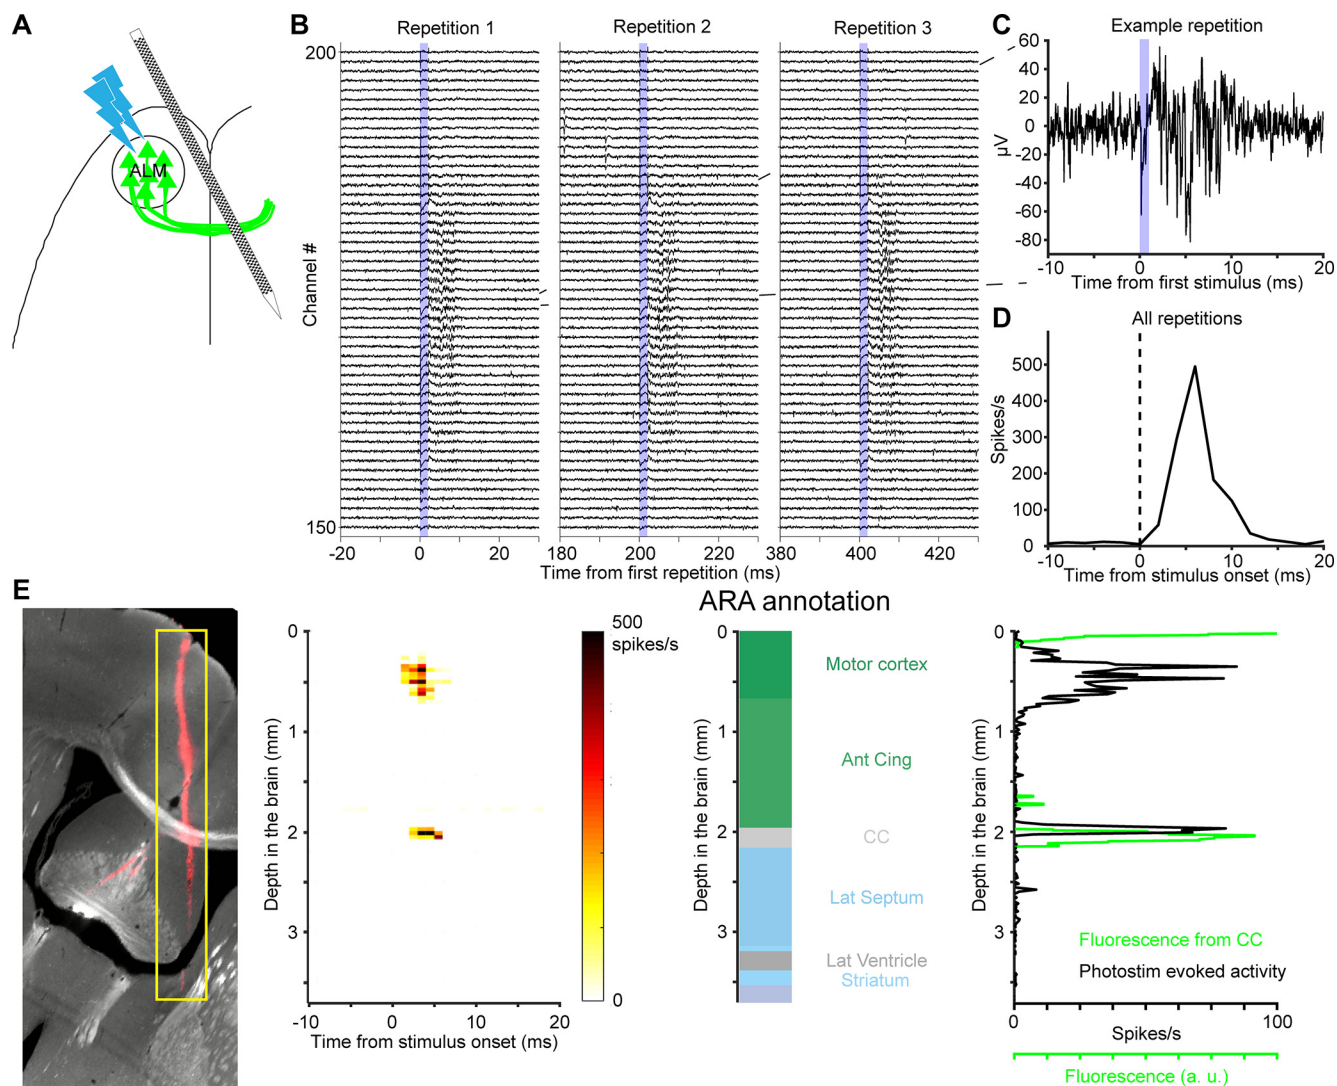 A
ALM
B
Repetition 1
Repetition 2
Repetition 3
200
Channel #
150
-20
0
20
180
200
220
380
400
420
Time from first repetition (ms)
C
Example repetition
60
40
20
0
-20
-40
-60
-80
µV
-10
0
10
20
Time from first stimulus (ms)
D
All repetitions
500
400
300
500
100
0
Spikes/s
-10
0
10
20
Time from stimulus onset (ms)
E
0
1
2
3
Depth in the brain (mm)
-10
0
10
20
Time from stimulus onset (ms)
500
spikes/s
0
ARA annotation
0
1
2
3
Depth in the brain (mm)
Motor cortex
Ant Cing
CC
Lat Septum
Lat Ventricle
Striatum
0
1
2
3
Depth in the brain (mm)
Fluorescence from CC
Photostim evoked activity
0
100
Spikes/s
Fluorescence (a. u.)